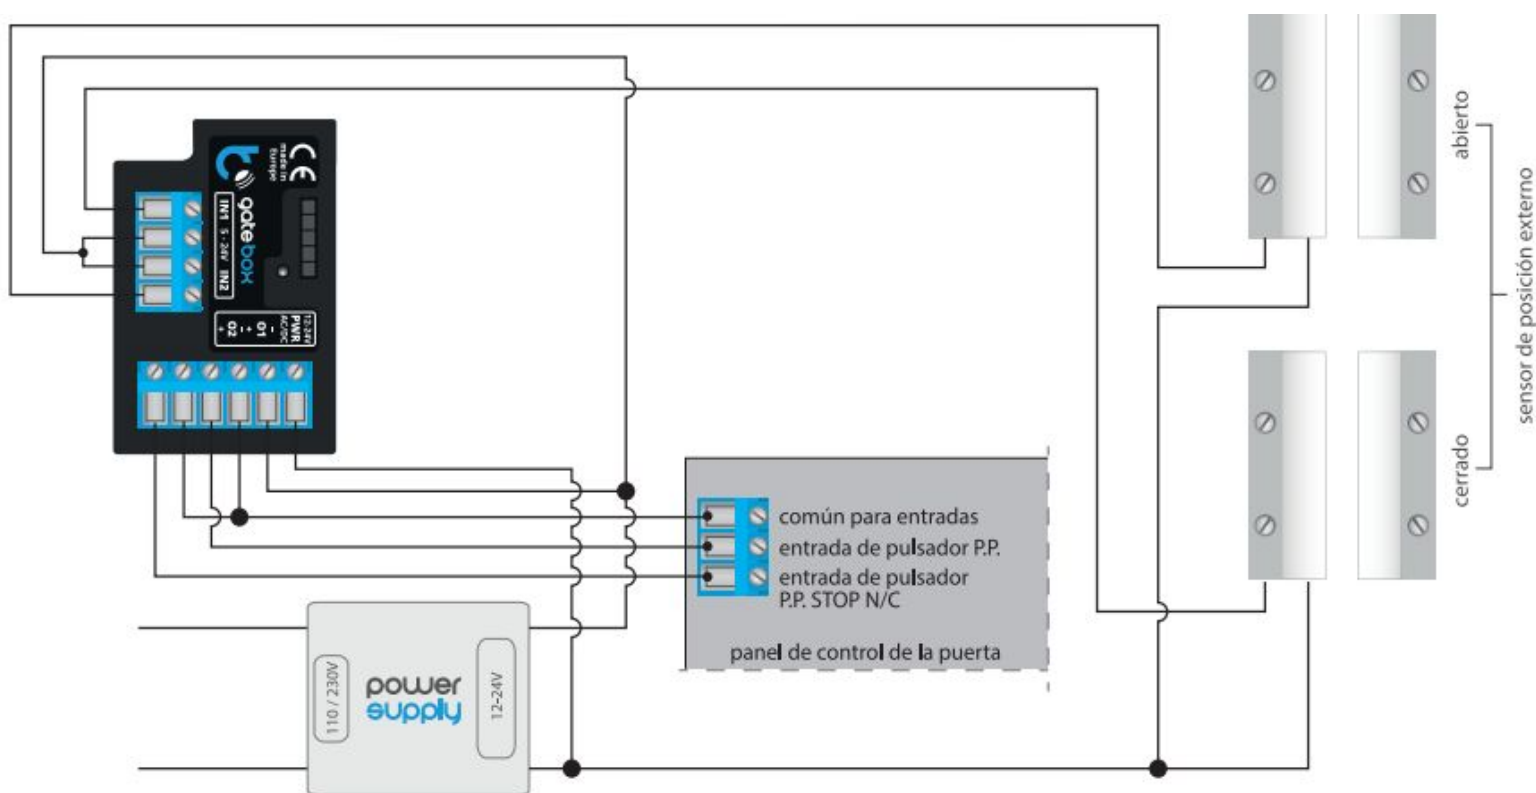 CE
made in
Europe
gatebox
IN1 5 - 24V IN2
12-24V
PWR
AC/DC
- O1 +
- O2 +
común para entradas
entrada de pulsador P.P.
entrada de pulsador
P.P. STOP N/C
panel de control de la puerta
110 / 230V
power
supply
12-24V
abierto
cerrado
sensor de posición externo